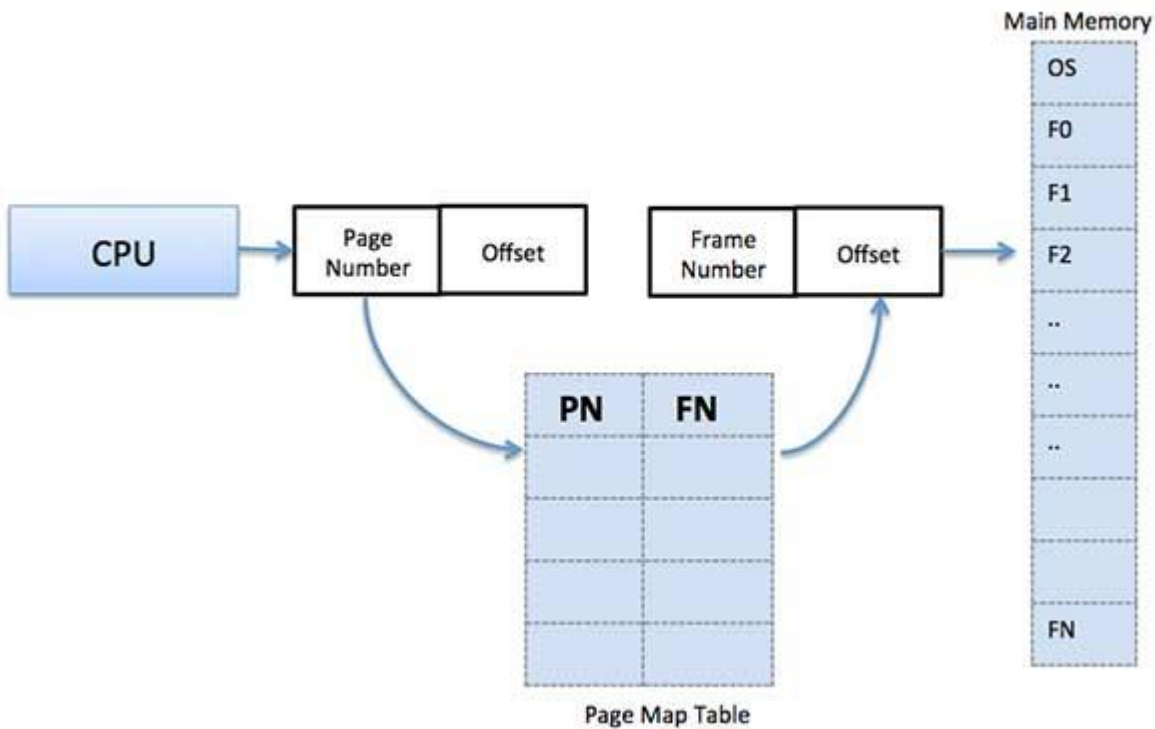 Main Memory
OS
F0
F1
F2
..
..
..
FN
CPU
Page
Number
Offset
Frame
Number
Offset
PN FN
Page Map Table